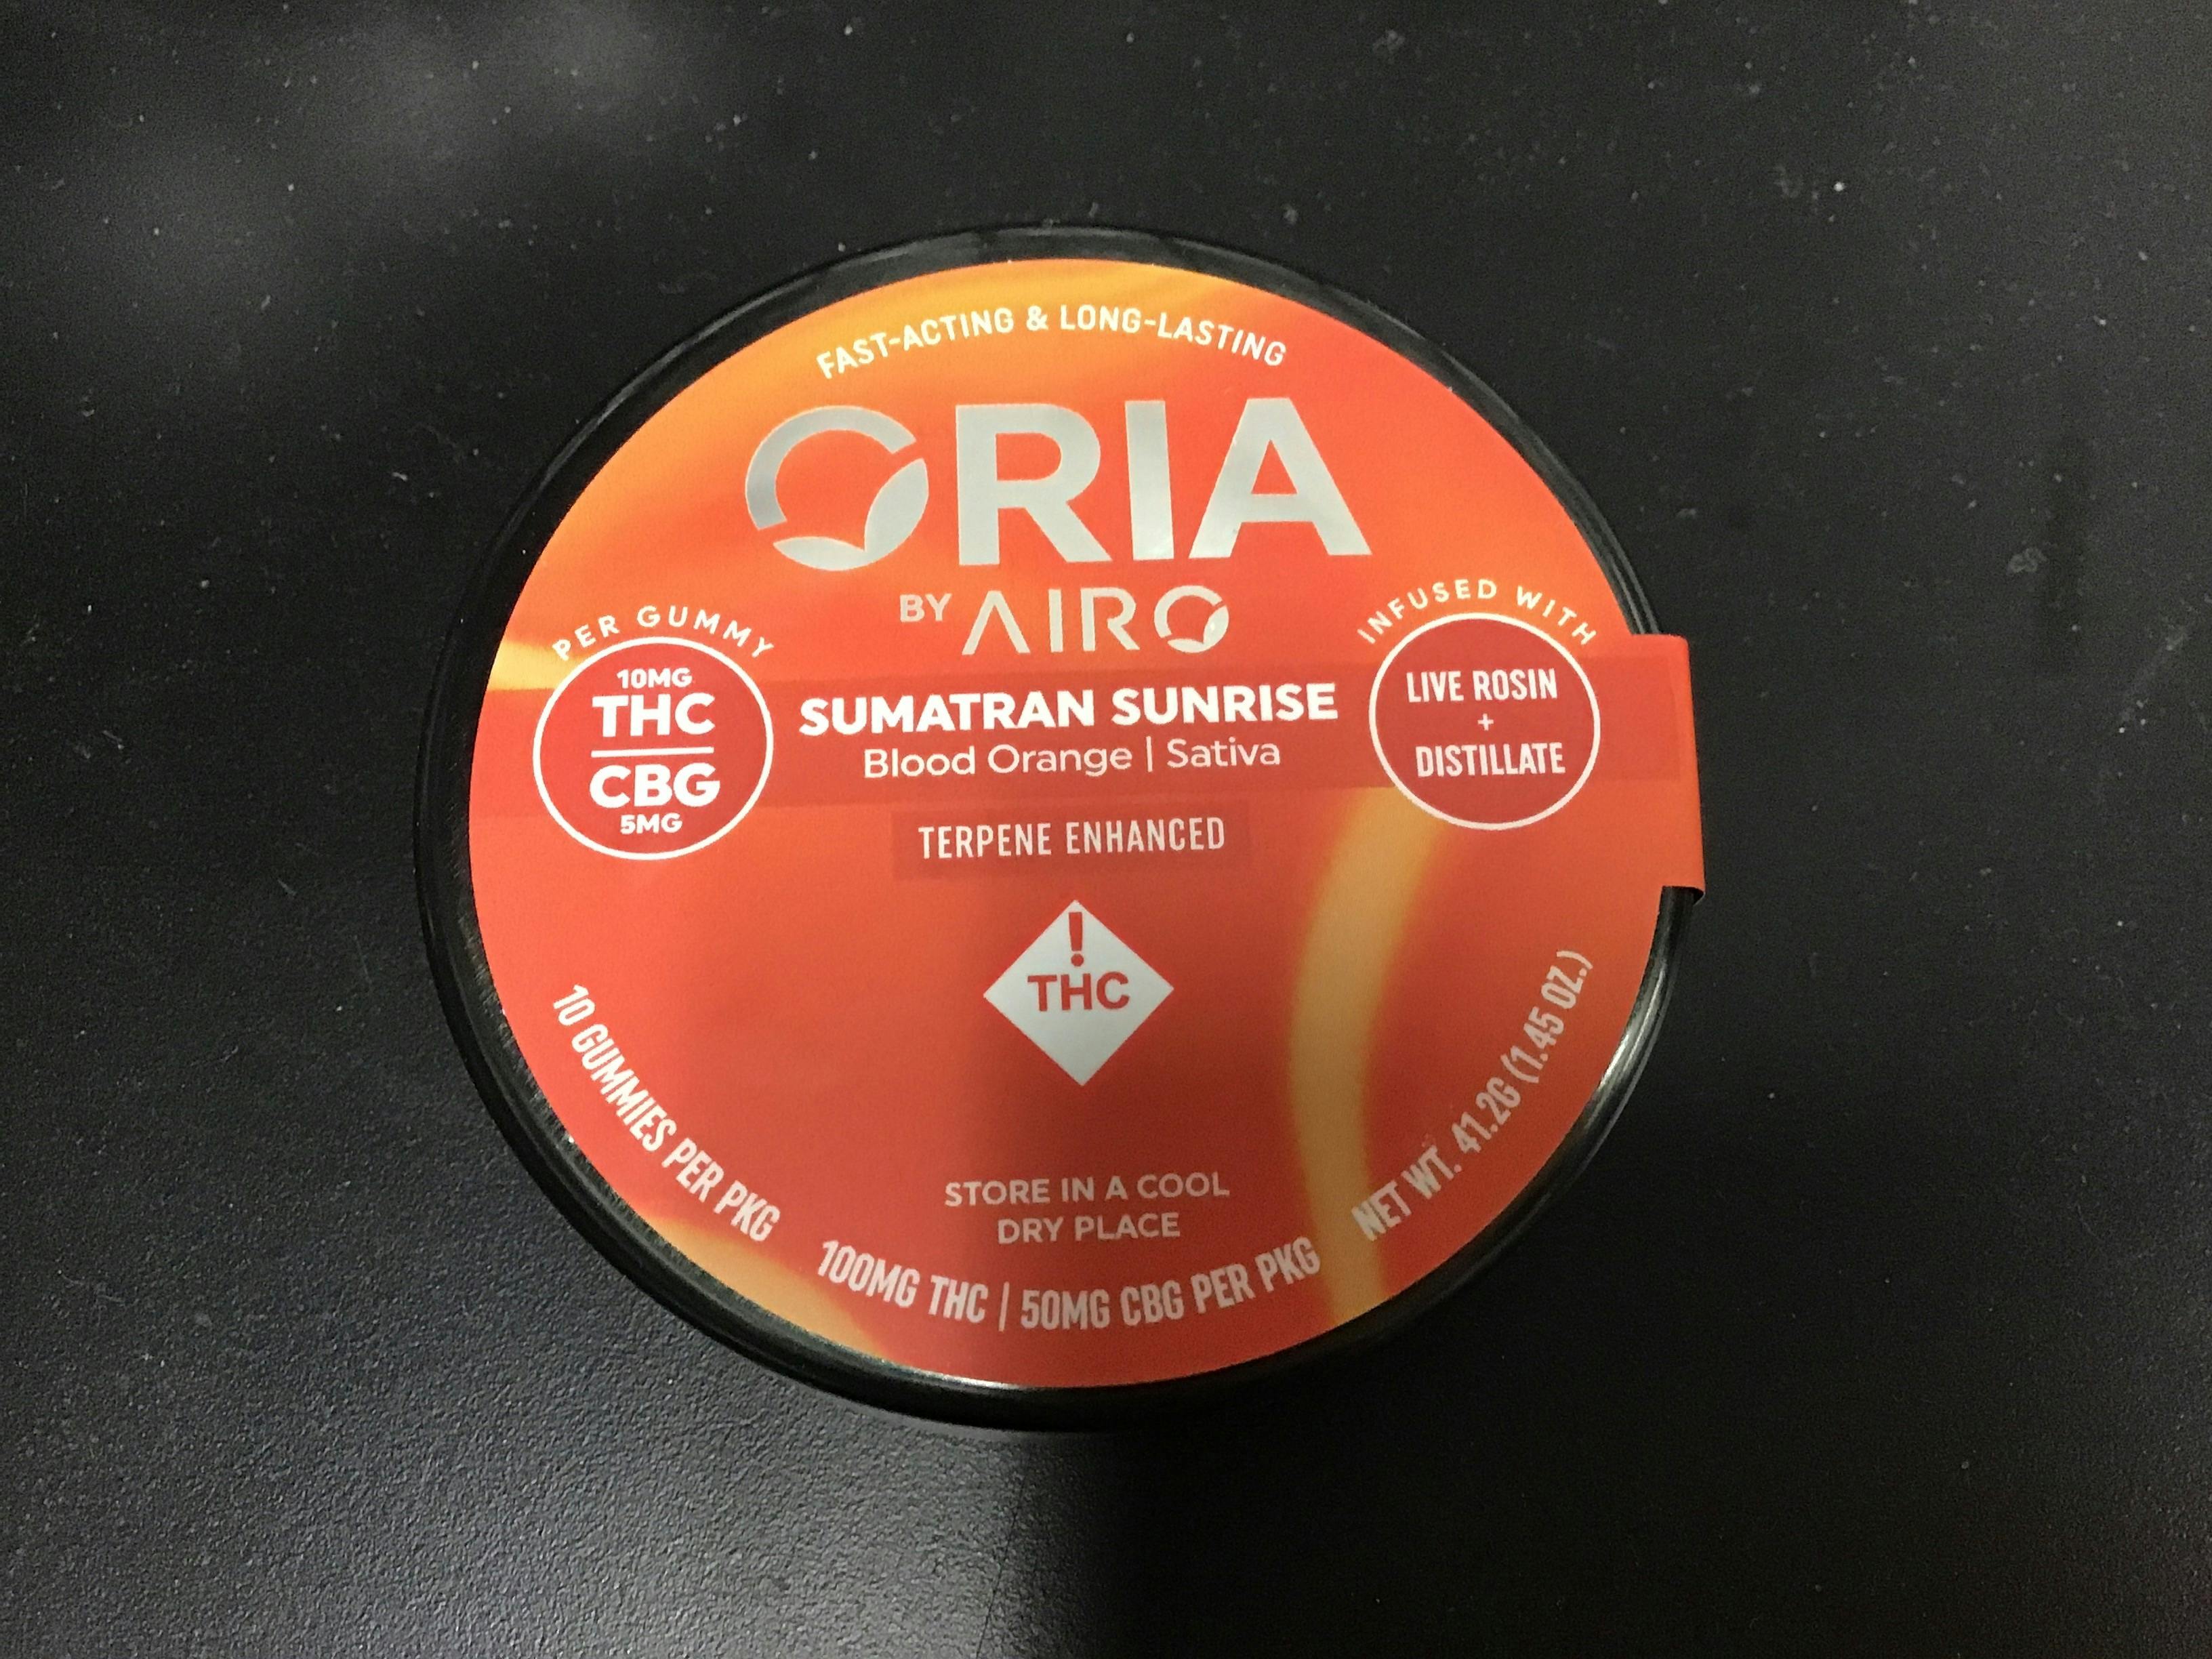 FAST-ACTING & LONG-LASTING
ORIA
BY AIRO
PER GUMMY
10MG
THC
CBG
5MG
SUMATRAN SUNRISE
Blood Orange | Sativa
TERPENE ENHANCED
INFUSED WITH
LIVE ROSIN
+
DISTILLATE
!
THC
STORE IN A COOL
DRY PLACE
10 GUMMIES PER PKG
100MG THC | 50MG CBG PER PKG
NET WT. 41.2G (1.45 OZ.)